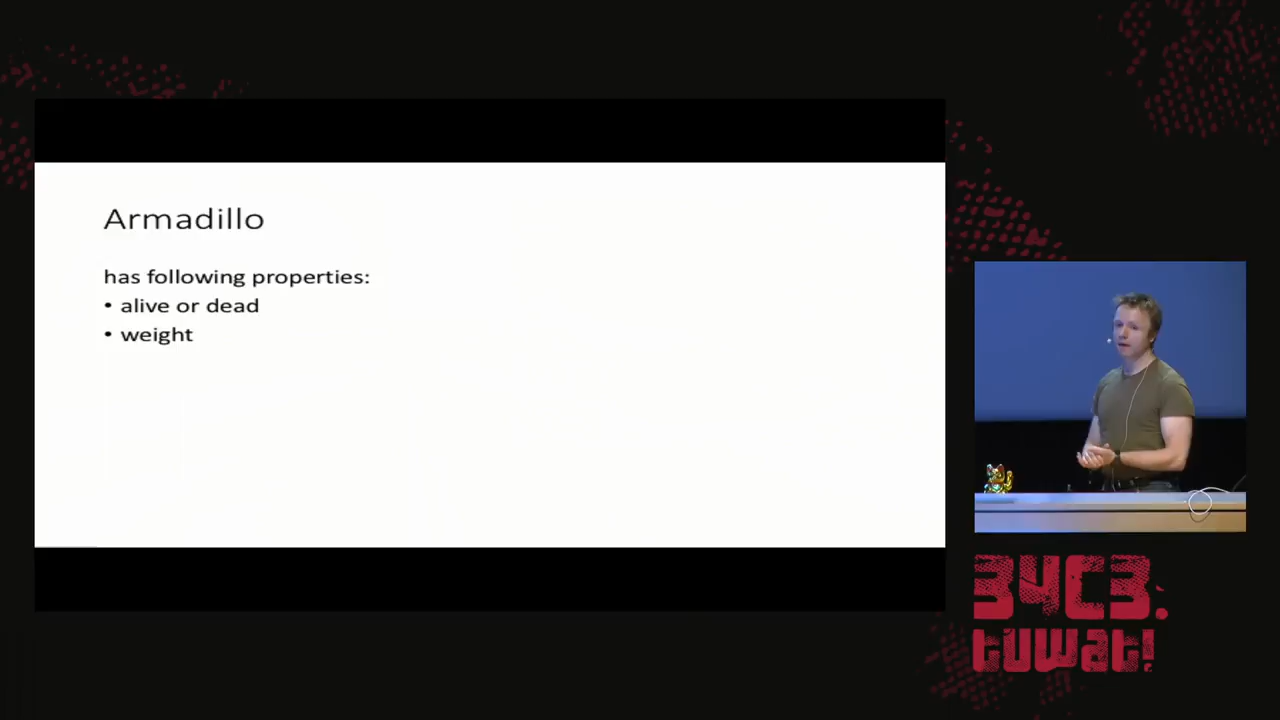 Armadillo
has following properties:
• alive or dead
• weight
34C3.
tuwat!